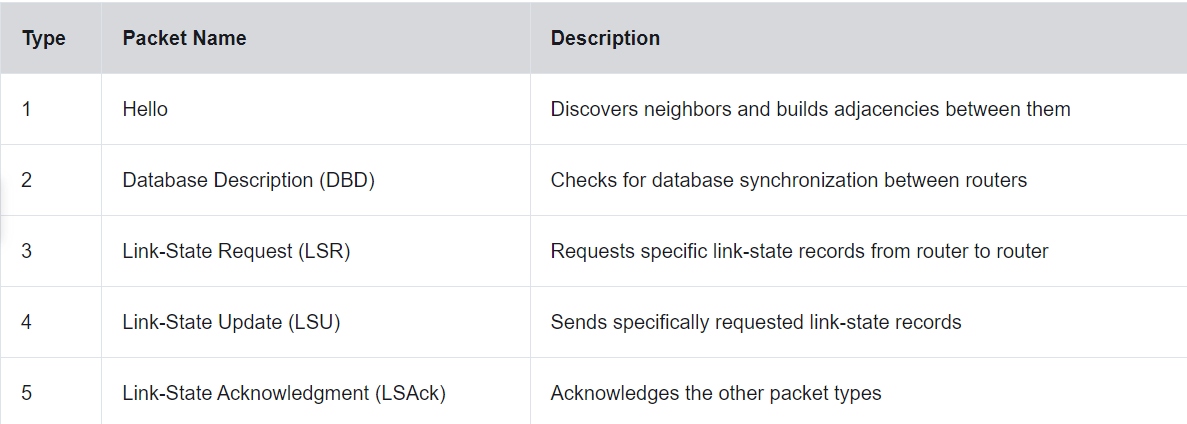 Type Packet Name Description
1 Hello Discovers neighbors and builds adjacencies between them
2 Database Description (DBD) Checks for database synchronization between routers
3 Link-State Request (LSR) Requests specific link-state records from router to router
4 Link-State Update (LSU) Sends specifically requested link-state records
5 Link-State Acknowledgment (LSAck) Acknowledges the other packet types